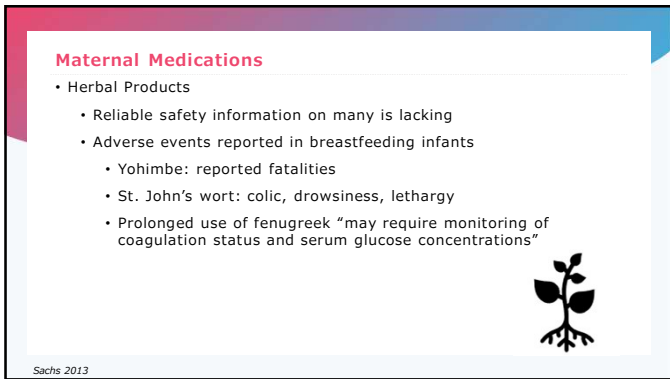 Maternal Medications
• Herbal Products
• Reliable safety information on many is lacking
• Adverse events reported in breastfeeding infants
• Yohimbe: reported fatalities
• St. John’s wort: colic, drowsiness, lethargy
• Prolonged use of fenugreek “may require monitoring of
coagulation status and serum glucose concentrations”
Sachs 2013